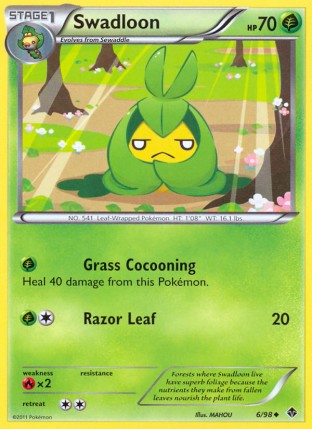 STAGE1 Swadloon HP70
Evolves from Sewaddle
NO. 541 Leaf-Wrapped Pokémon HT: 1'08" WT: 16.1 lbs.
Grass Cocooning
Heal 40 damage from this Pokémon.
Razor Leaf 20
weakness resistance
×2
retreat
Forests where Swadloon live
have superb foliage because the
nutrients they make from fallen
leaves nourish the plant life.
©2011 Pokémon Illus. MAHOU 6/98